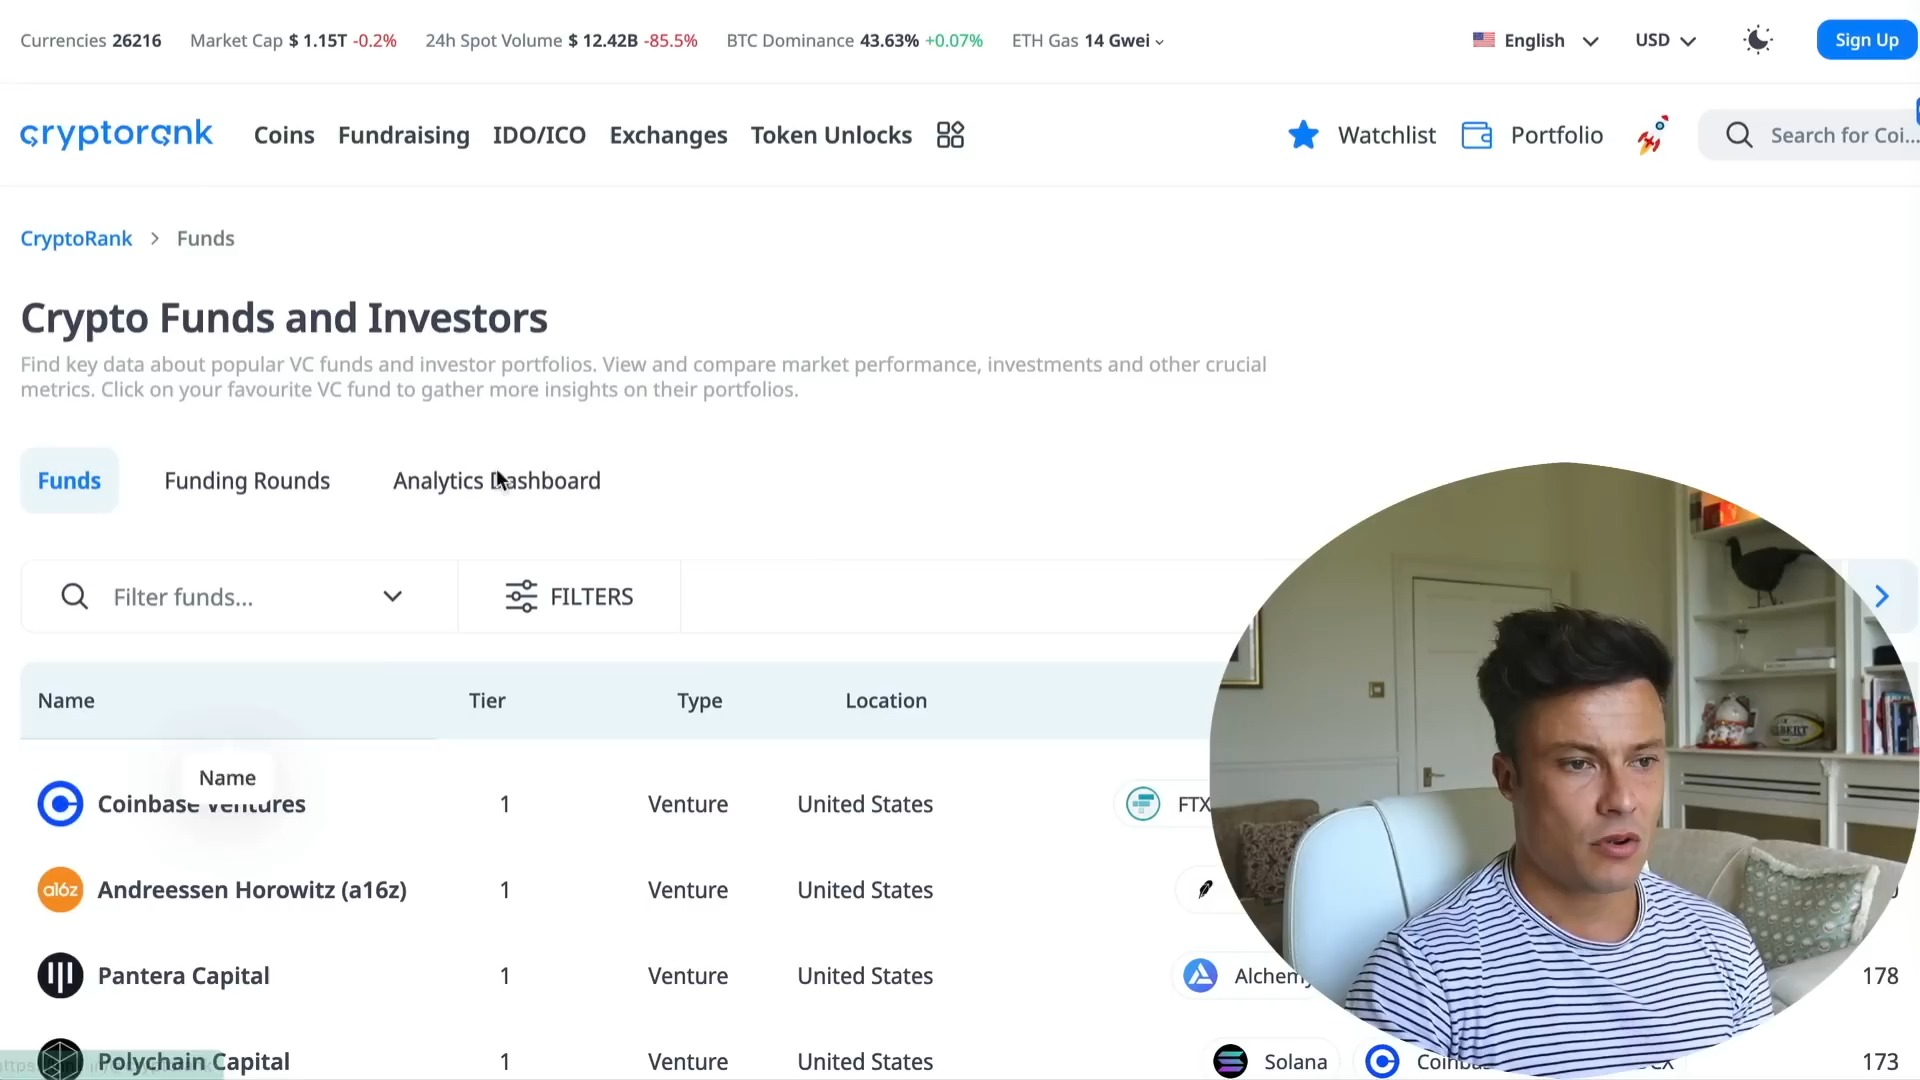 Currencies 26216 Market Cap $ 1.15T -0.2% 24h Spot Volume $ 12.42B -85.5% BTC Dominance 43.63% +0.07% ETH Gas 14 Gwei English USD Sign Up
cryptorank Coins Fundraising IDO/ICO Exchanges Token Unlocks Watchlist Portfolio Search for Coi...
CryptoRank > Funds
Crypto Funds and Investors
Find key data about popular VC funds and investor portfolios. View and compare market performance, investments and other crucial
metrics. Click on your favourite VC fund to gather more insights on their portfolios.
Funds Funding Rounds Analytics Dashboard
Filter funds... FILTERS
Name Tier Type Location
Name
Coinbase Ventures 1 Venture United States FTX
a16z Andreessen Horowitz (a16z) 1 Venture United States
Pantera Capital 1 Venture United States Alchemy 178
Polychain Capital 1 Venture United States Solana 173